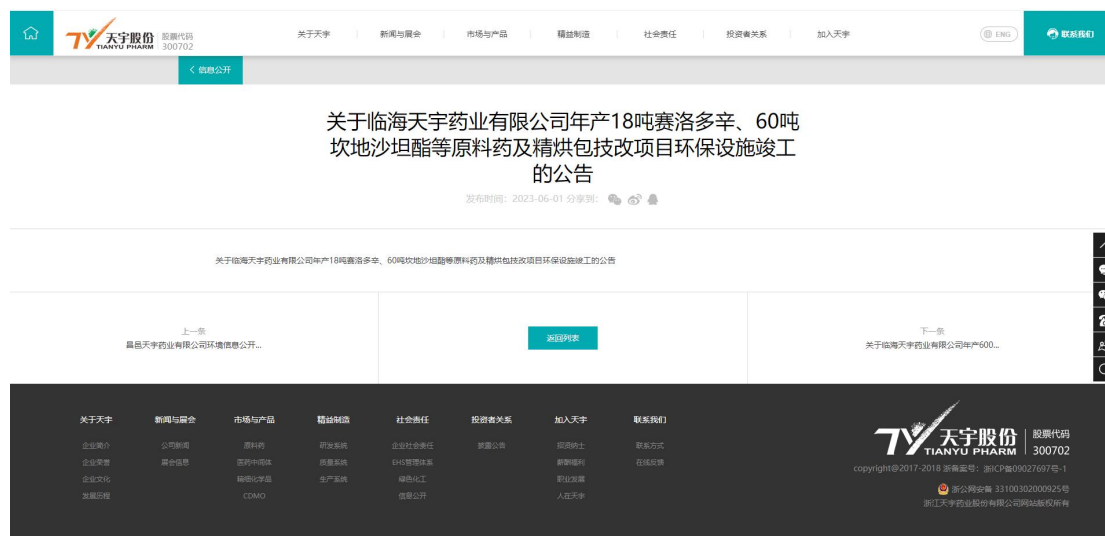 天宇股份 股票代码
TIANYU PHARM 300702
关于天宇 新闻与展会 市场与产品 精益制造 社会责任 投资者关系 加入天宇 ENG 联系我们
< 信息公开
关于临海天宇药业有限公司年产18吨赛洛多辛、60吨
坎地沙坦酯等原料药及精烘包技改项目环保设施竣工
的公告
发布时间：2023-06-01 分享到：
关于临海天宇药业有限公司年产18吨赛洛多辛、60吨坎地沙坦酯等原料药及精烘包技改项目环保设施竣工的公告
上一条
昌邑天宇药业有限公司环境信息公开...
返回列表
下一条
关于临海天宇药业有限公司年产600...
关于天宇 新闻与展会 市场与产品 精益制造 社会责任 投资者关系 加入天宇 联系我们
企业简介 公司新闻 原料药 研发系统 企业社会责任 披露公告 招贤纳士 联系方式
企业荣誉 展会信息 医药中间体 质量系统 EHS管理体系 薪酬福利 在线反馈
企业文化 精细化学品 生产系统 绿色化工 职业发展
发展历程 CDMO 信息公开 人在天宇
天宇股份 股票代码
TIANYU PHARM 300702
copyright@2017-2018 浙备案号：浙ICP备09027697号-1
浙公网安备 33100302000925号
浙江天宇药业股份有限公司网站版权所有